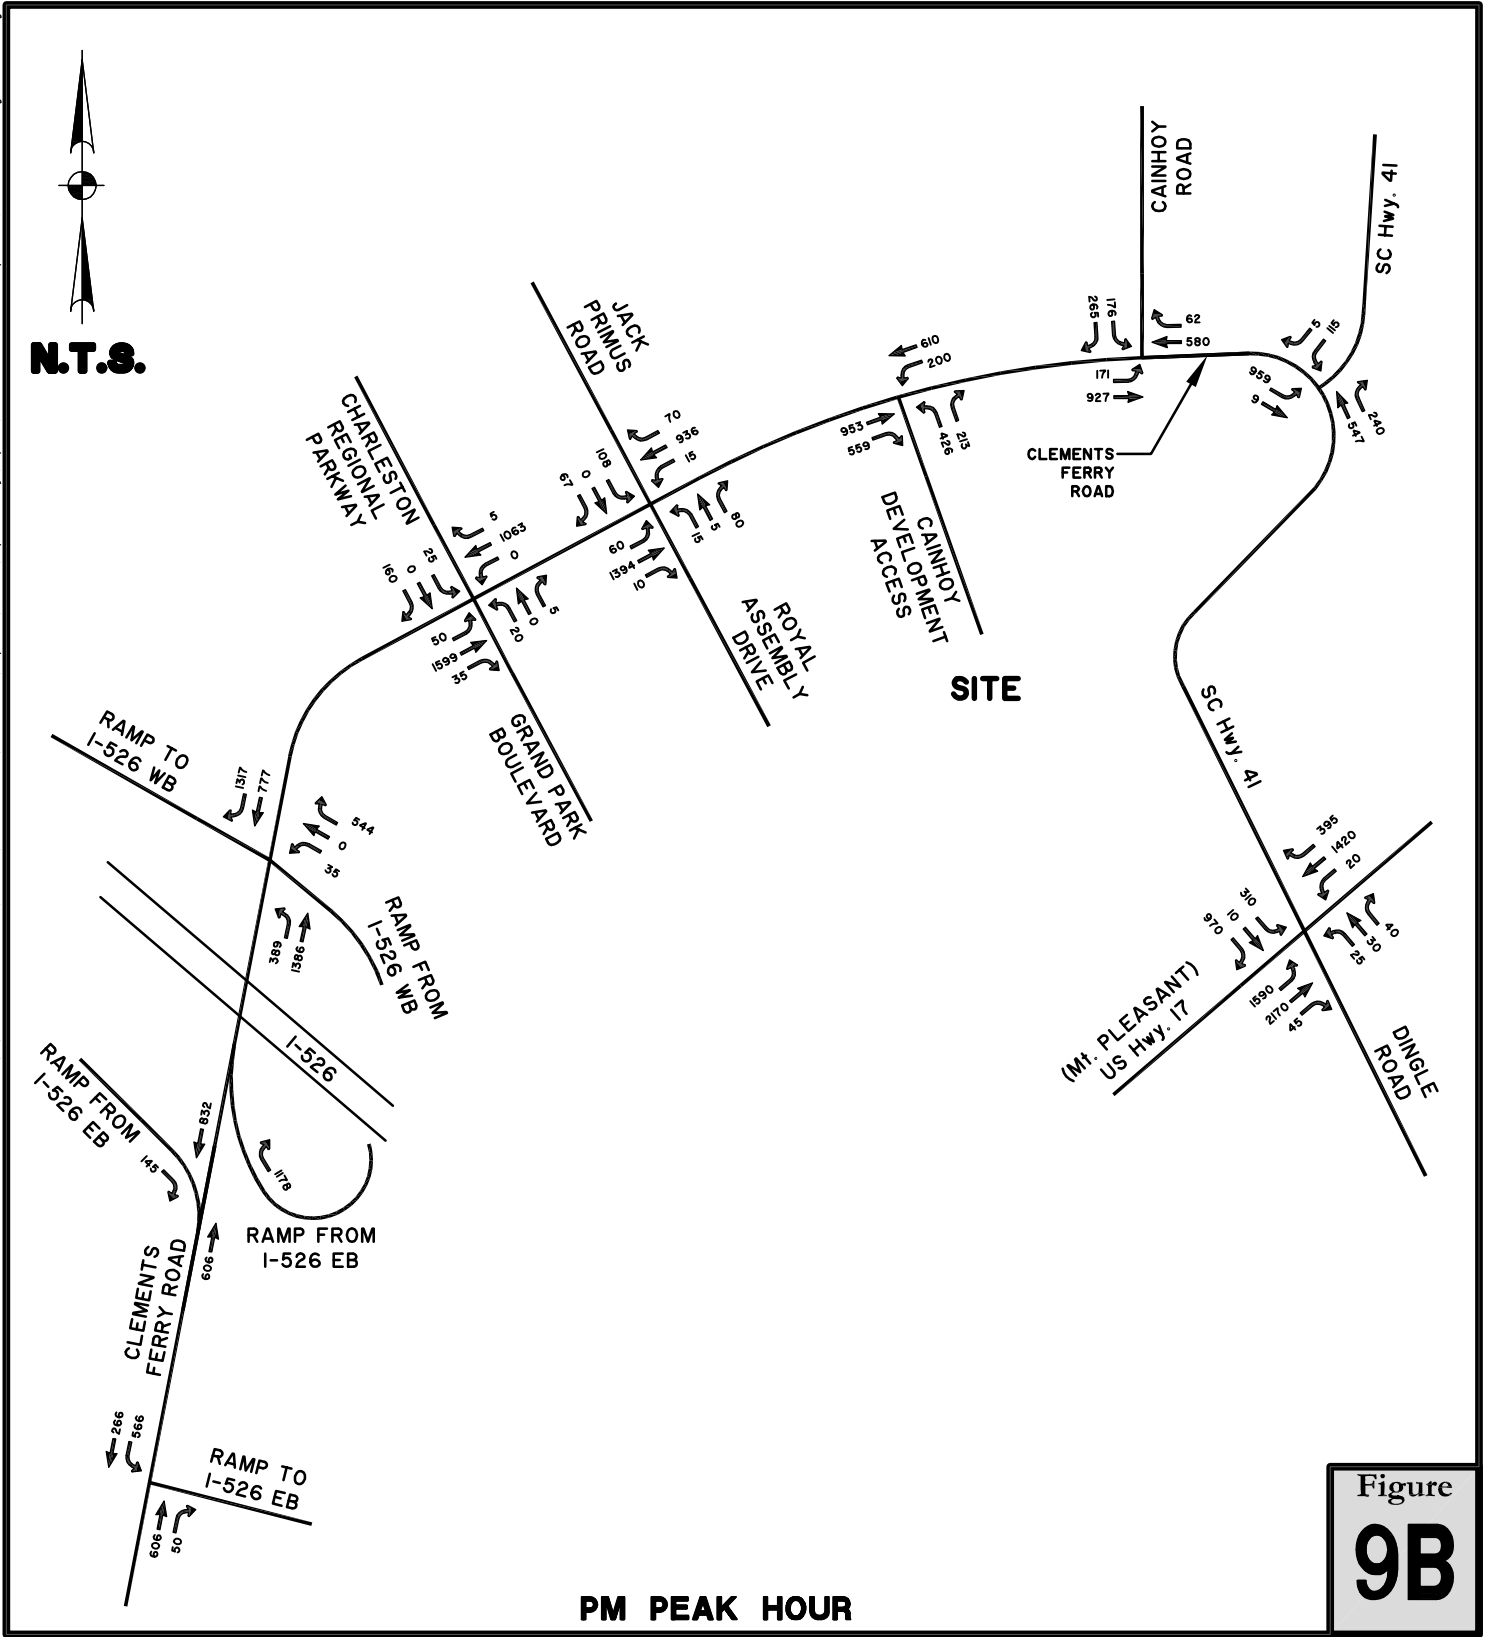 N.T.S.
CAINHOY
ROAD
SC Hwy. 41
JACK
PRIMUS
ROAD
CHARLESTON
REGIONAL
PARKWAY
265
176
62
580
171
927
5
115
959
9
547
240
CLEMENTS
FERRY
ROAD
610
200
953
559
426
213
CAINHOY
DEVELOPMENT
ACCESS
SITE
70
936
15
108
0
67
60
1394
10
15
5
80
ROYAL
ASSEMBLY
DRIVE
5
1063
0
25
0
160
50
1599
35
20
0
5
GRAND PARK
BOULEVARD
RAMP TO
I-526 WB
1317
777
544
0
35
389
1386
RAMP FROM
I-526 WB
I-526
RAMP FROM
I-526 EB
145
832
1178
RAMP FROM
I-526 EB
606
CLEMENTS
FERRY ROAD
266
566
RAMP TO
I-526 EB
606
50
SC Hwy. 41
395
1420
20
310
10
970
25
30
40
1590
2170
45
(Mt. PLEASANT)
US Hwy. 17
DINGLE
ROAD
PM PEAK HOUR
Figure
9B